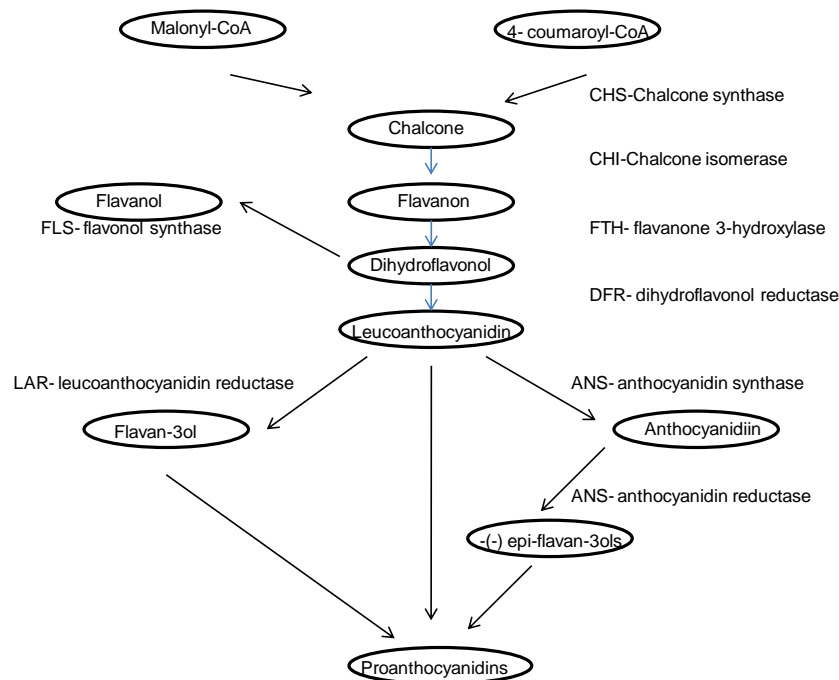 Malonyl-CoA
4- coumaroyl-CoA
CHS-Chalcone synthase
Chalcone
CHI-Chalcone isomerase
Flavanol
Flavanon
FLS- flavonol synthase
FTH- flavanone 3-hydroxylase
Dihydroflavonol
DFR- dihydroflavonol reductase
Leucoanthocyanidin
LAR- leucoanthocyanidin reductase
ANS- anthocyanidin synthase
Flavan-3ol
Anthocyanidiin
ANS- anthocyanidin reductase
-(-) epi-flavan-3ols
Proanthocyanidins